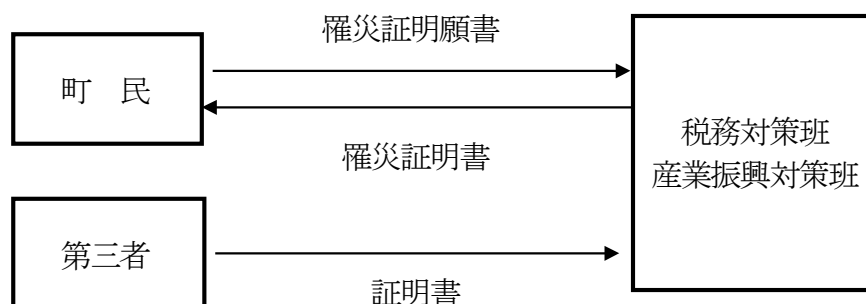 罹災証明願書
町　民
税務対策班
産業振興対策班
罹災証明書
第三者
証明書